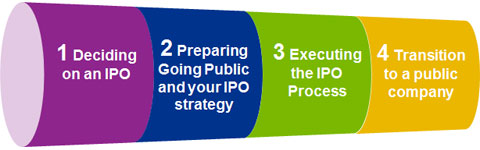 1 Deciding
on an IPO
2 Preparing
Going Public
and your IPO
strategy
3 Executing
the IPO
Process
4 Transition
to a public
company